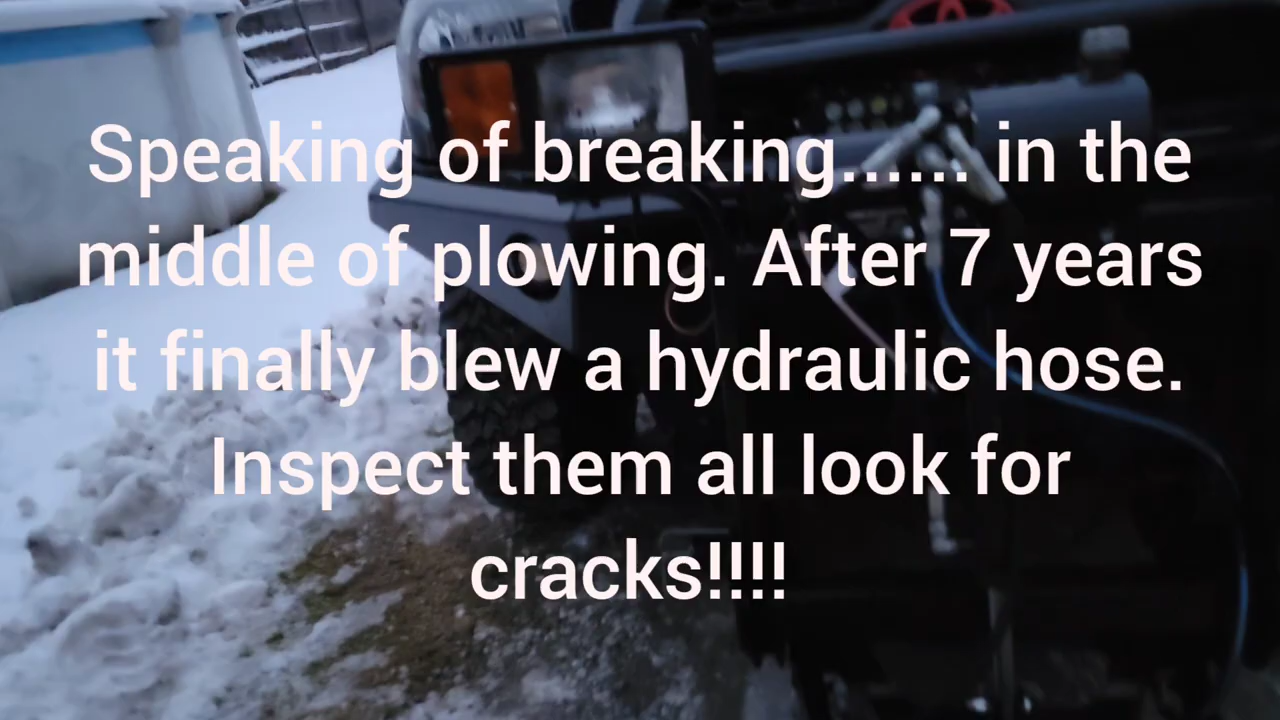 Speaking of breaking...... in the
middle of plowing. After 7 years
it finally blew a hydraulic hose.
Inspect them all look for
cracks!!!!